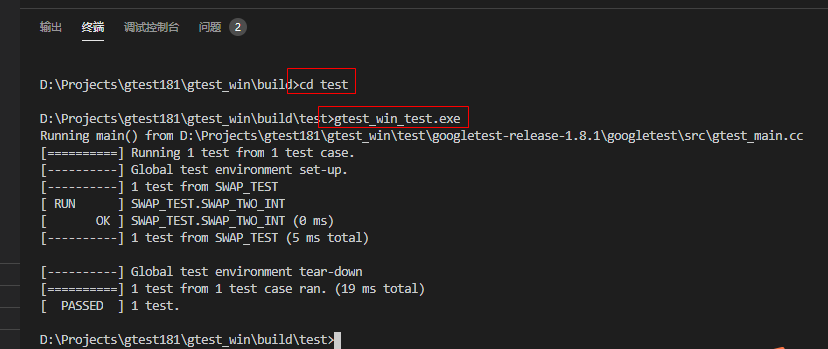 输出 终端 调试控制台 问题 2
D:\Projects\gtest181\gtest_win\build>cd test
D:\Projects\gtest181\gtest_win\build\test>gtest_win_test.exe
Running main() from D:\Projects\gtest181\gtest_win\test\googletest-release-1.8.1\googletest\src\gtest_main.cc
[==========] Running 1 test from 1 test case.
[----------] Global test environment set-up.
[----------] 1 test from SWAP_TEST
[ RUN      ] SWAP_TEST.SWAP_TWO_INT
[       OK ] SWAP_TEST.SWAP_TWO_INT (0 ms)
[----------] 1 test from SWAP_TEST (5 ms total)
[----------] Global test environment tear-down
[==========] 1 test from 1 test case ran. (19 ms total)
[  PASSED  ] 1 test.
D:\Projects\gtest181\gtest_win\build\test>